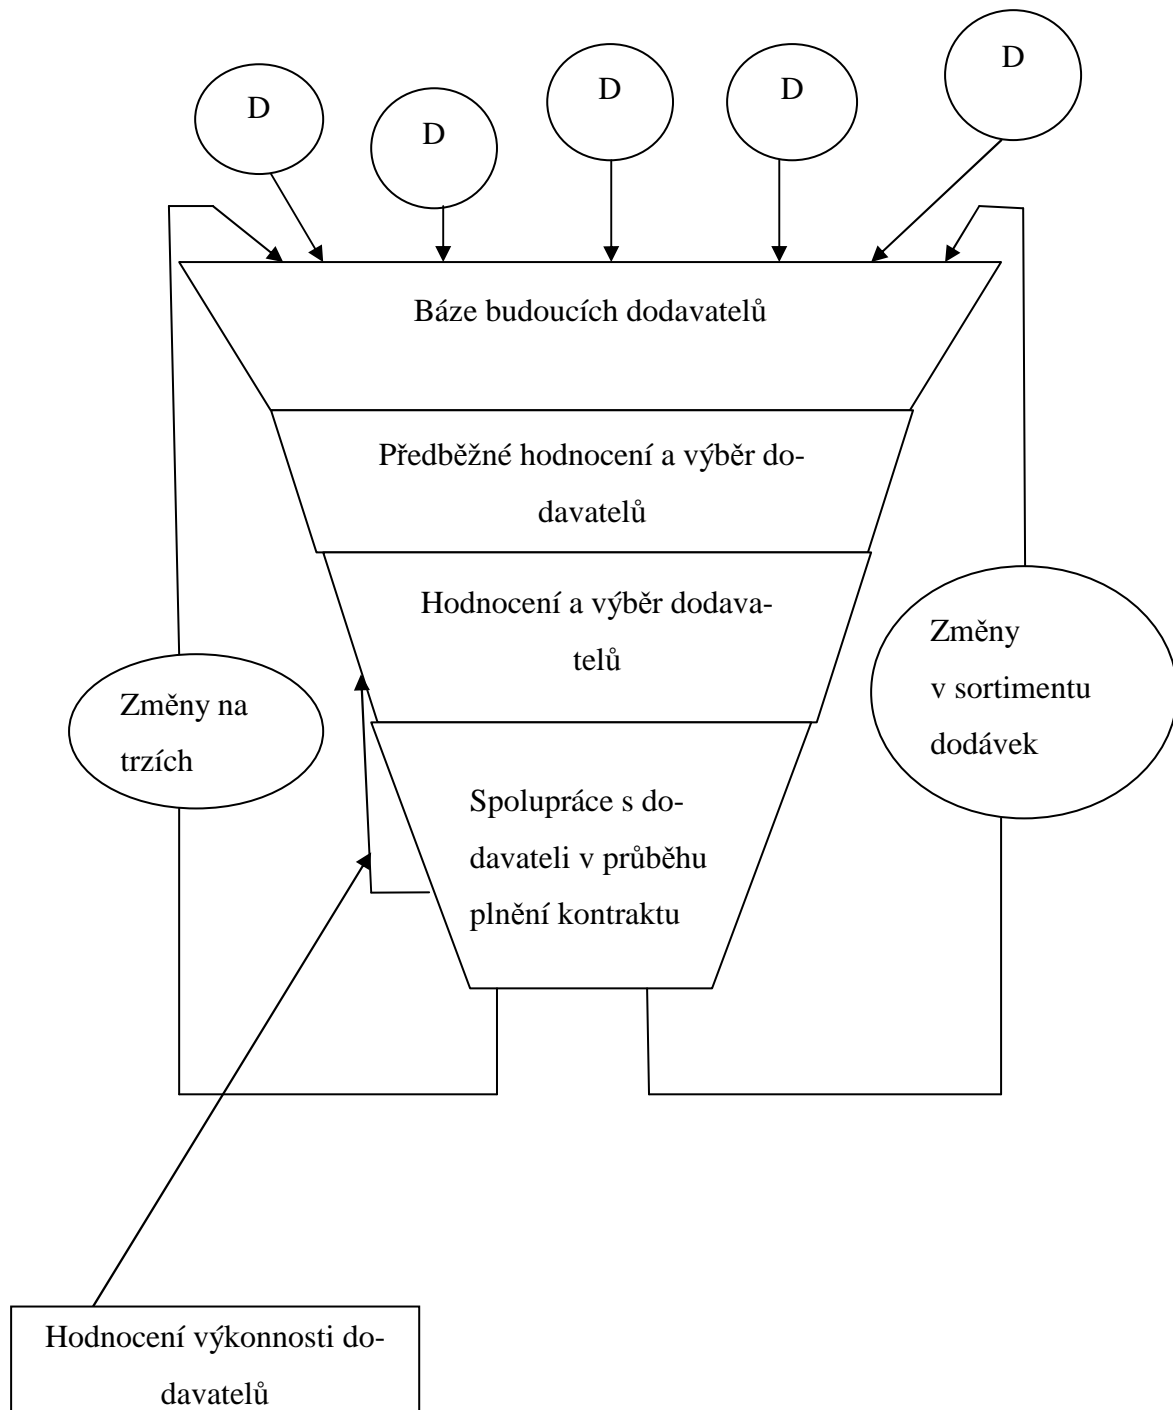 D
D
D
D
D
Báze budoucích dodavatelů
Předběžné hodnocení a výběr do-
davatelů
Hodnocení a výběr dodava-
telů
Změny na
trzích
Změny
v sortimentu
dodávek
Spolupráce s do-
davateli v průběhu
plnění kontraktu
Hodnocení výkonnosti do-
davatelů